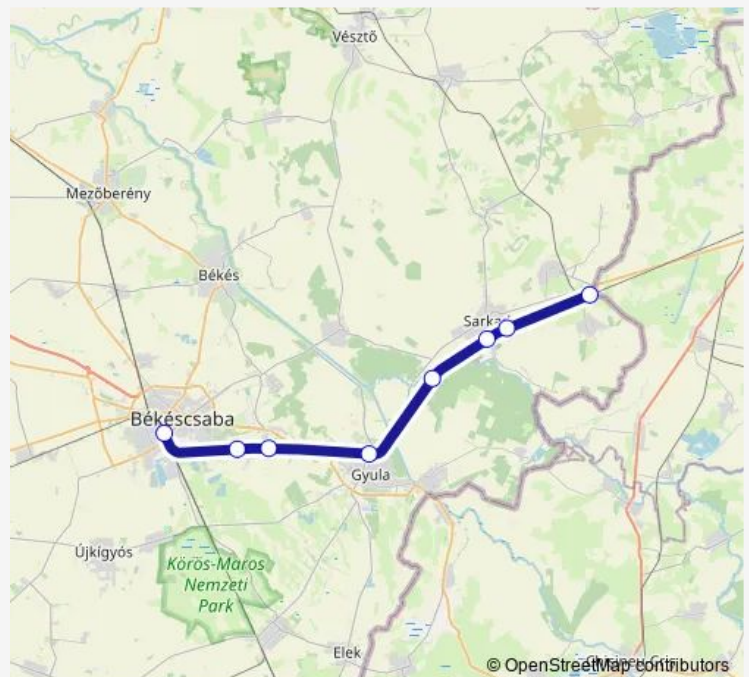 Vésztő
Mezőberény
Békés
Békéscsaba
Gyula
Újkígyós
Körös-Maros
Nemzeti
Park
Elek
© OpenStreetMap contributors